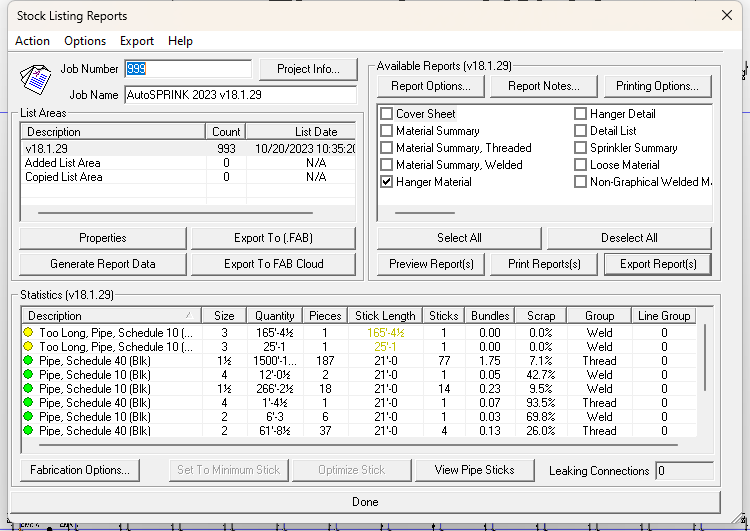 Stock Listing Reports
Action Options Export Help
Job Number 999 Project Info...
Job Name AutoSPRINK 2023 v18.1.29
List Areas
Description Count List Date
v18.1.29 993 10/20/2023 10:35:20
Added List Area 0 N/A
Copied List Area 0 N/A
Properties Export To (.FAB)
Generate Report Data Export To FAB Cloud
Available Reports (v18.1.29)
Report Options... Report Notes... Printing Options...
Cover Sheet Hanger Detail
Material Summary Detail List
Material Summary, Threaded Sprinkler Summary
Material Summary, Welded Loose Material
Hanger Material Non-Graphical Welded M
Select All Deselect All
Preview Report(s) Print Reports(s) Export Report(s)
Statistics (v18.1.29)
Description Size Quantity Pieces Stick Length Sticks Bundles Scrap Group Line Group
Too Long, Pipe, Schedule 10 (... 3 165'-4½ 1 165'-4½ 1 0.00 0.0% Weld 0
Too Long, Pipe, Schedule 10 (... 3 25'-1 1 25'-1 1 0.00 0.0% Weld 0
Pipe, Schedule 40 (Blk) 1½ 1500'-1... 187 21'-0 77 1.75 7.1% Thread 0
Pipe, Schedule 10 (Blk) 4 12'-0½ 2 21'-0 1 0.05 42.7% Weld 0
Pipe, Schedule 10 (Blk) 1½ 266'-2½ 18 21'-0 14 0.23 9.5% Weld 0
Pipe, Schedule 40 (Blk) 4 1'-4½ 1 21'-0 1 0.07 93.5% Thread 0
Pipe, Schedule 10 (Blk) 2 6'-3 6 21'-0 1 0.03 69.8% Weld 0
Pipe, Schedule 40 (Blk) 2 61'-8½ 37 21'-0 4 0.13 26.0% Thread 0
Fabrication Options... Set To Minimum Stick Optimize Stick View Pipe Sticks Leaking Connections 0
Done